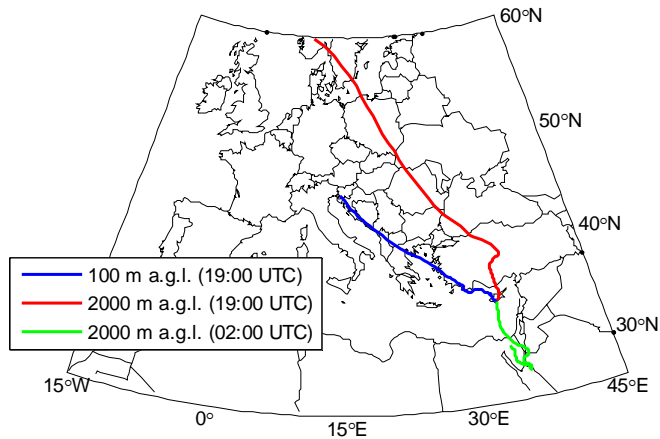 60°N
50°N
40°N
30°N
100 m a.g.l. (19:00 UTC)
2000 m a.g.l. (19:00 UTC)
2000 m a.g.l. (02:00 UTC)
15°W
0°
15°E
30°E
45°E